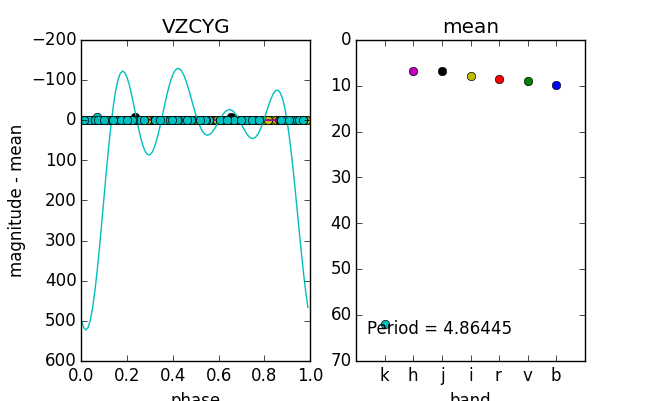 VZCYG
mean
magnitude - mean
−200
−100
0
100
200
300
400
500
600
0.0 0.2 0.4 0.6 0.8 1.0
phase
0
10
20
30
40
50
60
70
Period = 4.86445
k h j i r v b
band